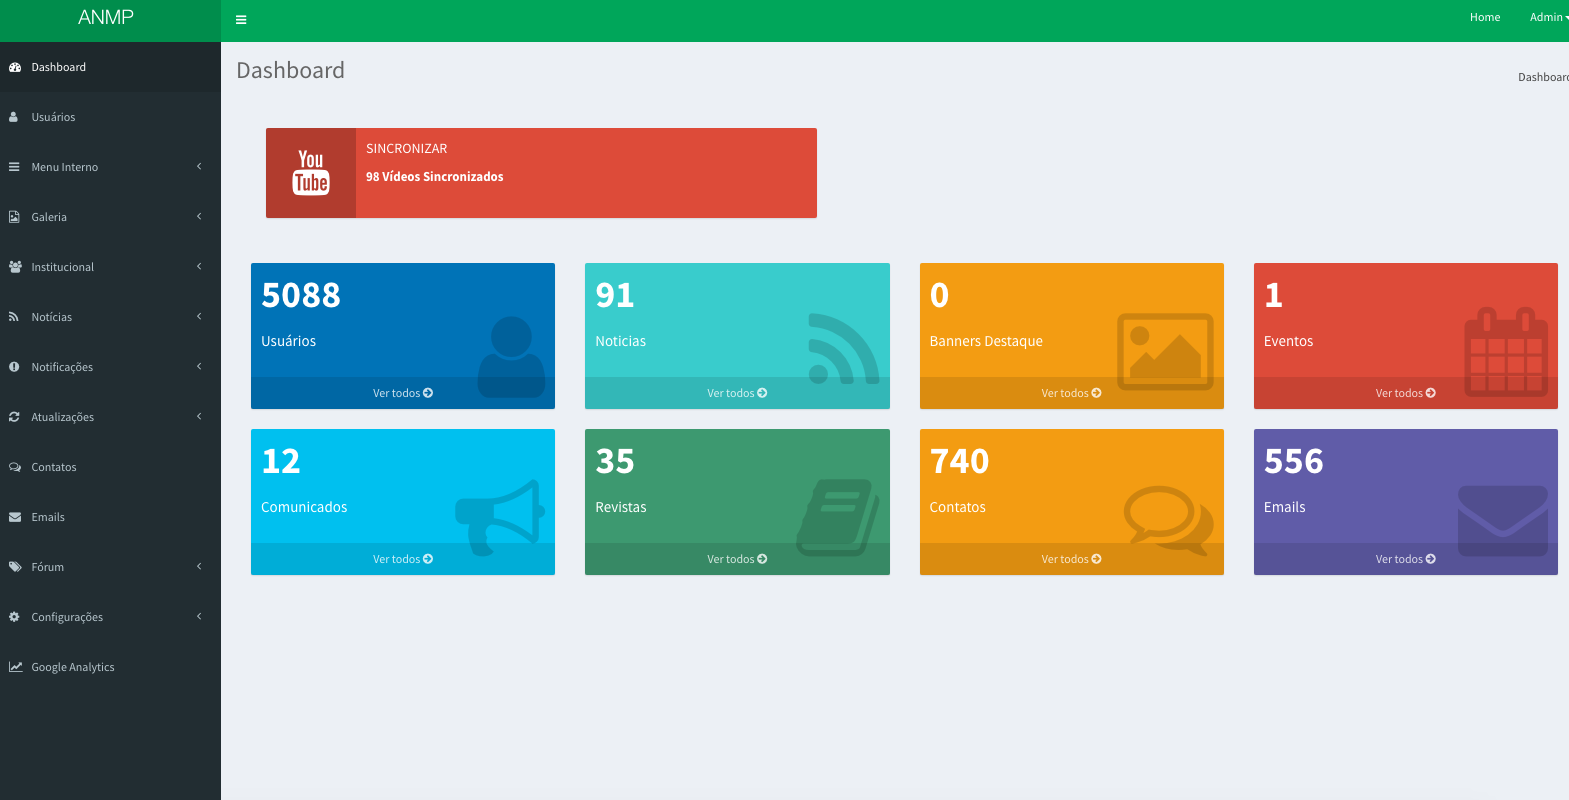 ANMP
Home
Admin
Dashboard
Usuários
Menu Interno
Galeria
Institucional
Notícias
Notificações
Atualizações
Contatos
Emails
Fórum
Configurações
Google Analytics
Dashboard
Dashboard
You
Tube
SINCRONIZAR
98 Vídeos Sincronizados
5088
Usuários
Ver todos
91
Noticias
Ver todos
0
Banners Destaque
Ver todos
1
Eventos
Ver todos
12
Comunicados
Ver todos
35
Revistas
Ver todos
740
Contatos
Ver todos
556
Emails
Ver todos